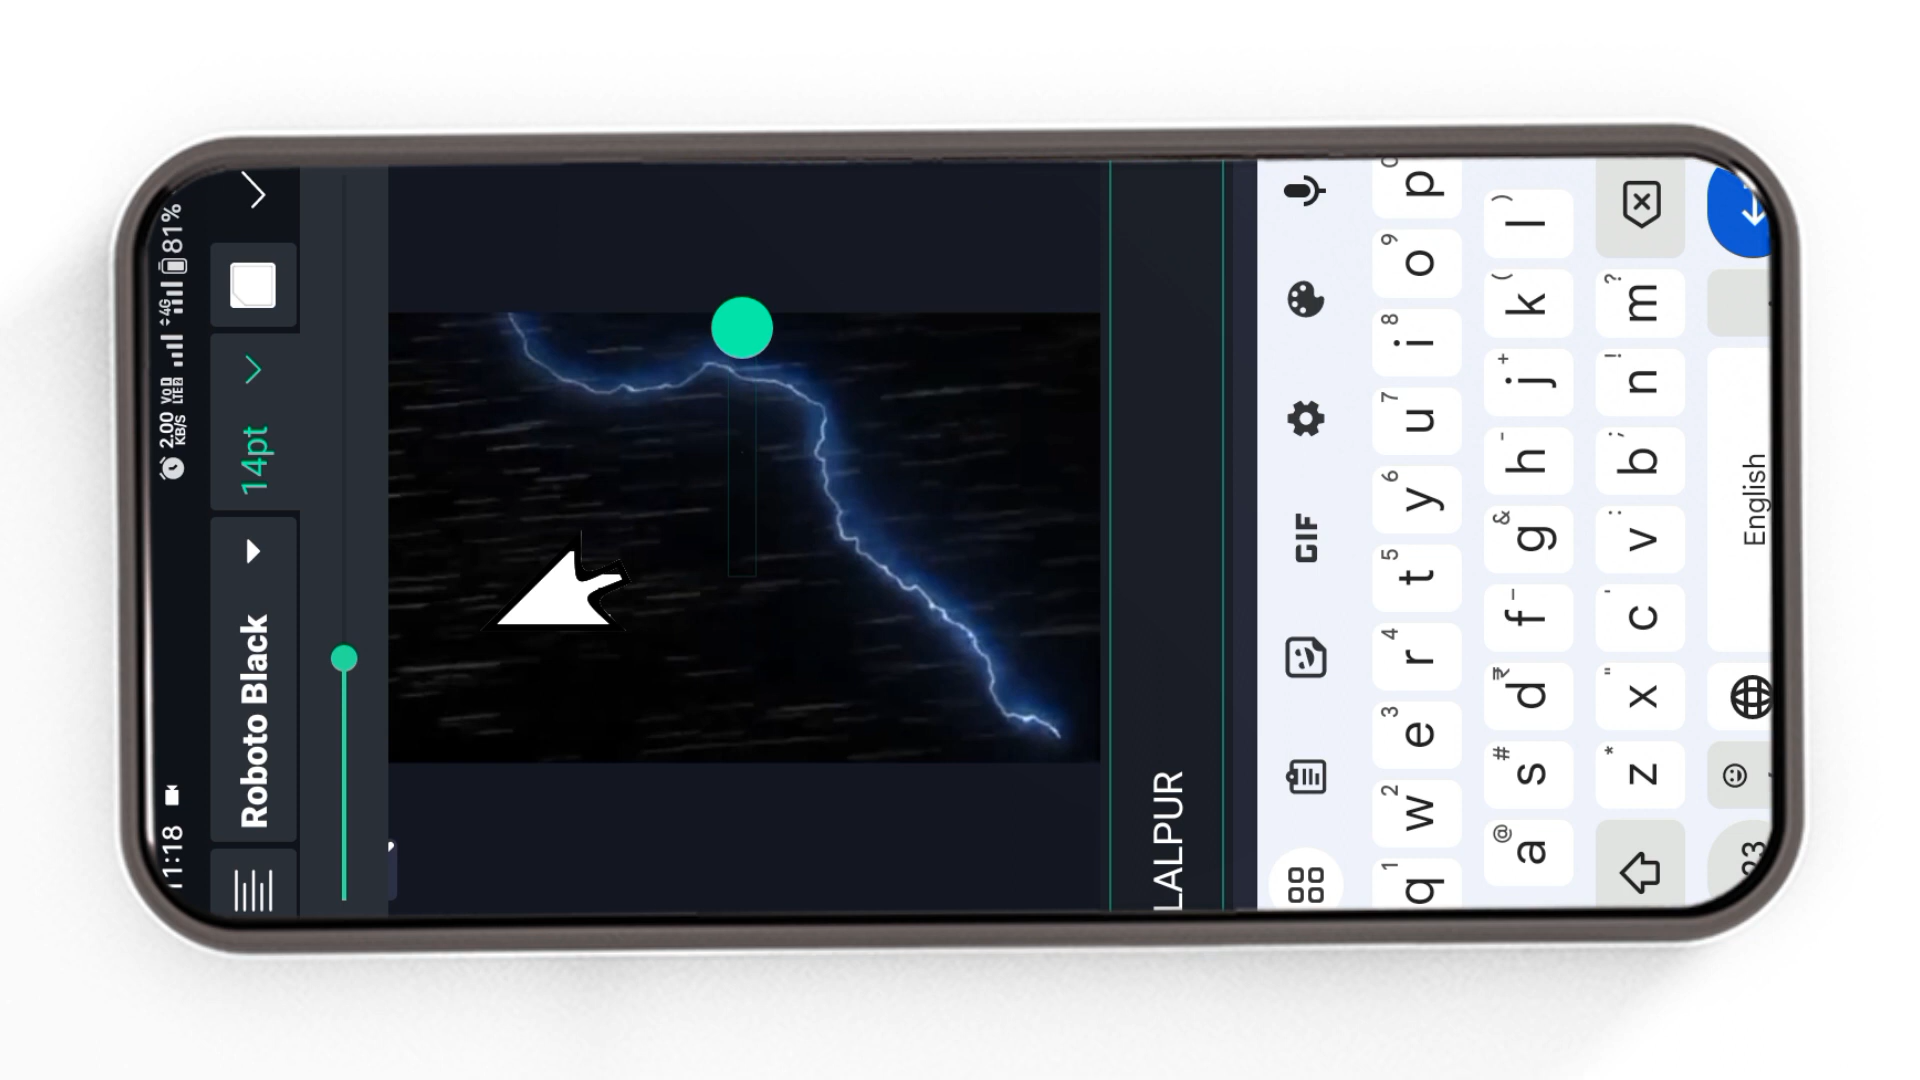 11:18
2.00 KB/S VoD LTE2 4G 81%
Roboto Black 14pt
LALPUR
GIF
q 1 w 2 e 3 r 4 t 5 y 6 u 7 i 8 o 9 p 0
a @ s # d ₹ f _ g & h - j + k ( l )
z * x " c ' v : b ; n ! m ?
English